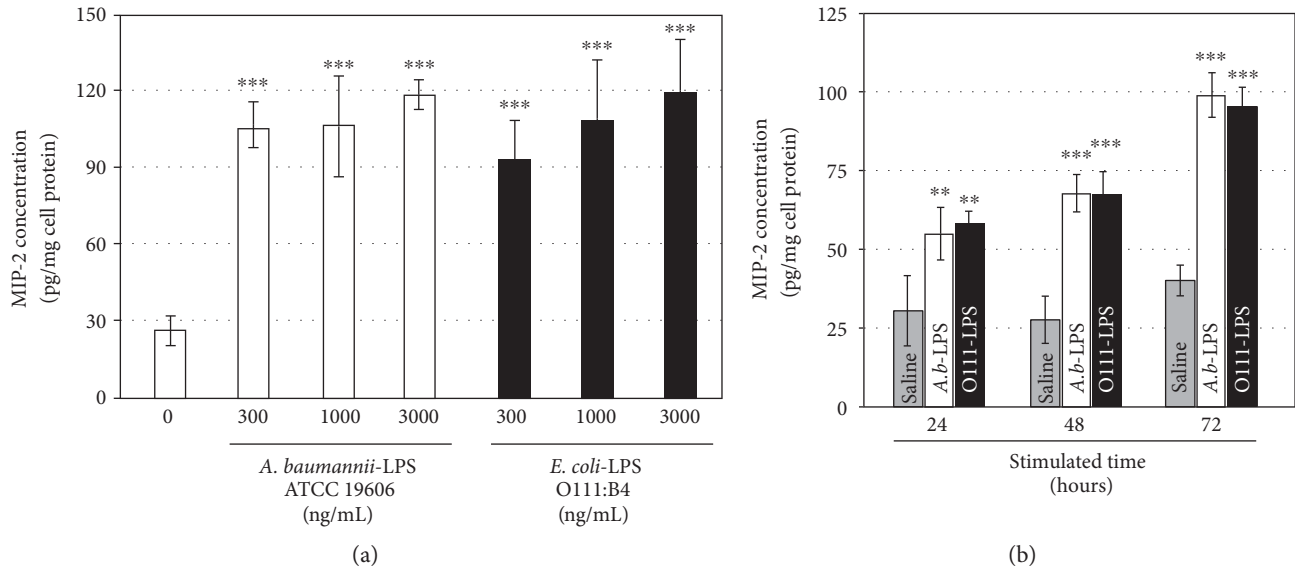 MIP-2 concentration
(pg/mg cell protein)
150
120
90
60
30
0
***
***
***
***
***
***
0
300
1000
3000
300
1000
3000
A. baumannii-LPS
ATCC 19606
(ng/mL)
E. coli-LPS
O111:B4
(ng/mL)
(a)
MIP-2 concentration
(pg/mg cell protein)
125
100
75
50
25
0
**
**
***
***
***
***
Saline
A.b-LPS
O111-LPS
Saline
A.b-LPS
O111-LPS
Saline
A.b-LPS
O111-LPS
24
48
72
Stimulated time
(hours)
(b)